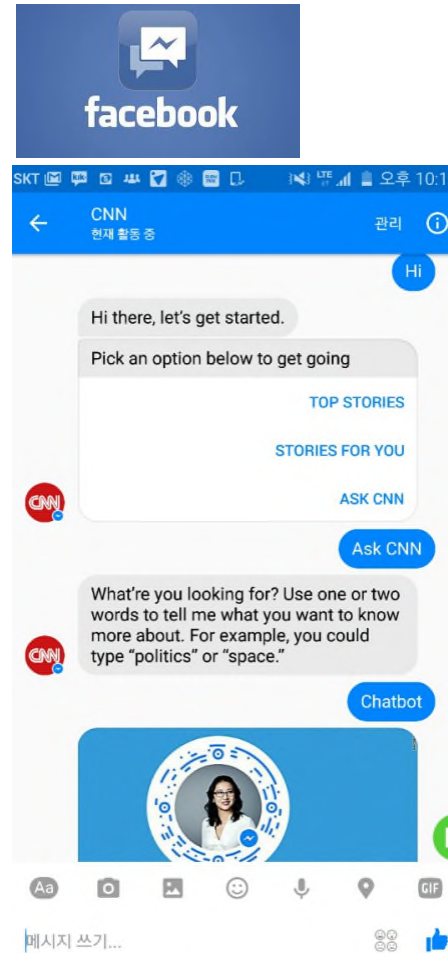 facebook
SKT
LTE
오후 10:1
CNN
현재 활동 중
관리
Hi
Hi there, let's get started.
Pick an option below to get going
TOP STORIES
STORIES FOR YOU
ASK CNN
CNN
Ask CNN
What're you looking for? Use one or two
words to tell me what you want to know
more about. For example, you could
type “politics” or “space.”
CNN
Chatbot
Aa
GIF
메시지 쓰기...